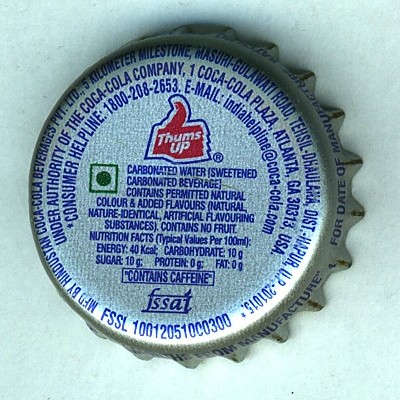 MFD BY HINDUSTAN COCA-COLA BEVERAGES PVT. LTD., 5 KILOMETER MILESTONE, MASURI-GULAWATI ROAD, TEHSIL-DHAULANA, DIST.-HAPUR, U.P.-201015
UNDER AUTHORITY OF THE COCA-COLA COMPANY, 1 COCA-COLA PLAZA, ATLANTA, GA 30313 USA.
* CONSUMER HELPLINE: 1800-208-2653, E-MAIL: indiahelpline@coca-cola.com
Thums
UP
®
CARBONATED WATER (SWEETENED
CARBONATED BEVERAGE)
CONTAINS PERMITTED NATURAL
COLOUR & ADDED FLAVOURS (NATURAL,
NATURE-IDENTICAL, ARTIFICIAL FLAVOURING
SUBSTANCES). CONTAINS NO FRUIT.
NUTRITION FACTS (Typical Values Per 100ml):
ENERGY: 40 Kcal; CARBOHYDRATE: 10 g
SUGAR: 10 g; PROTEIN: 0 g; FAT: 0 g
"CONTAINS CAFFEINE"
fssai
FSSL 10012051000300
FOR DATE OF MANUFACTURE
FROM MANUFACTURE"